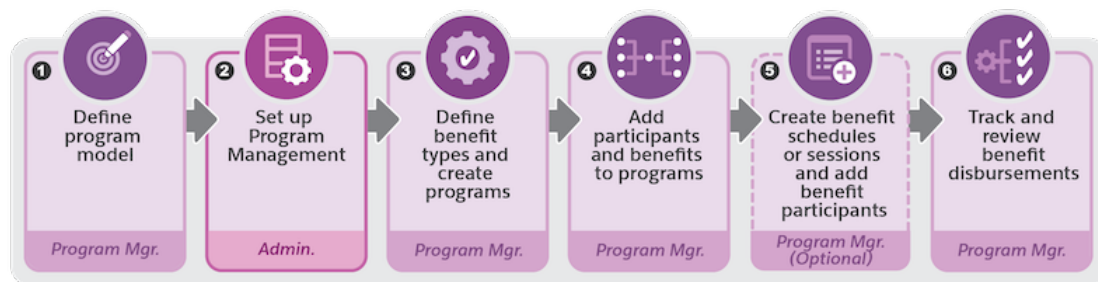 1
Define
program
model
Program Mgr.
2
Set up
Program
Management
Admin.
3
Define
benefit
types and
create
programs
Program Mgr.
4
Add
participants
and benefits
to programs
Program Mgr.
5
Create benefit
schedules
or sessions
and add
benefit
participants
Program Mgr.
(Optional)
6
Track and
review
benefit
disbursements
Program Mgr.